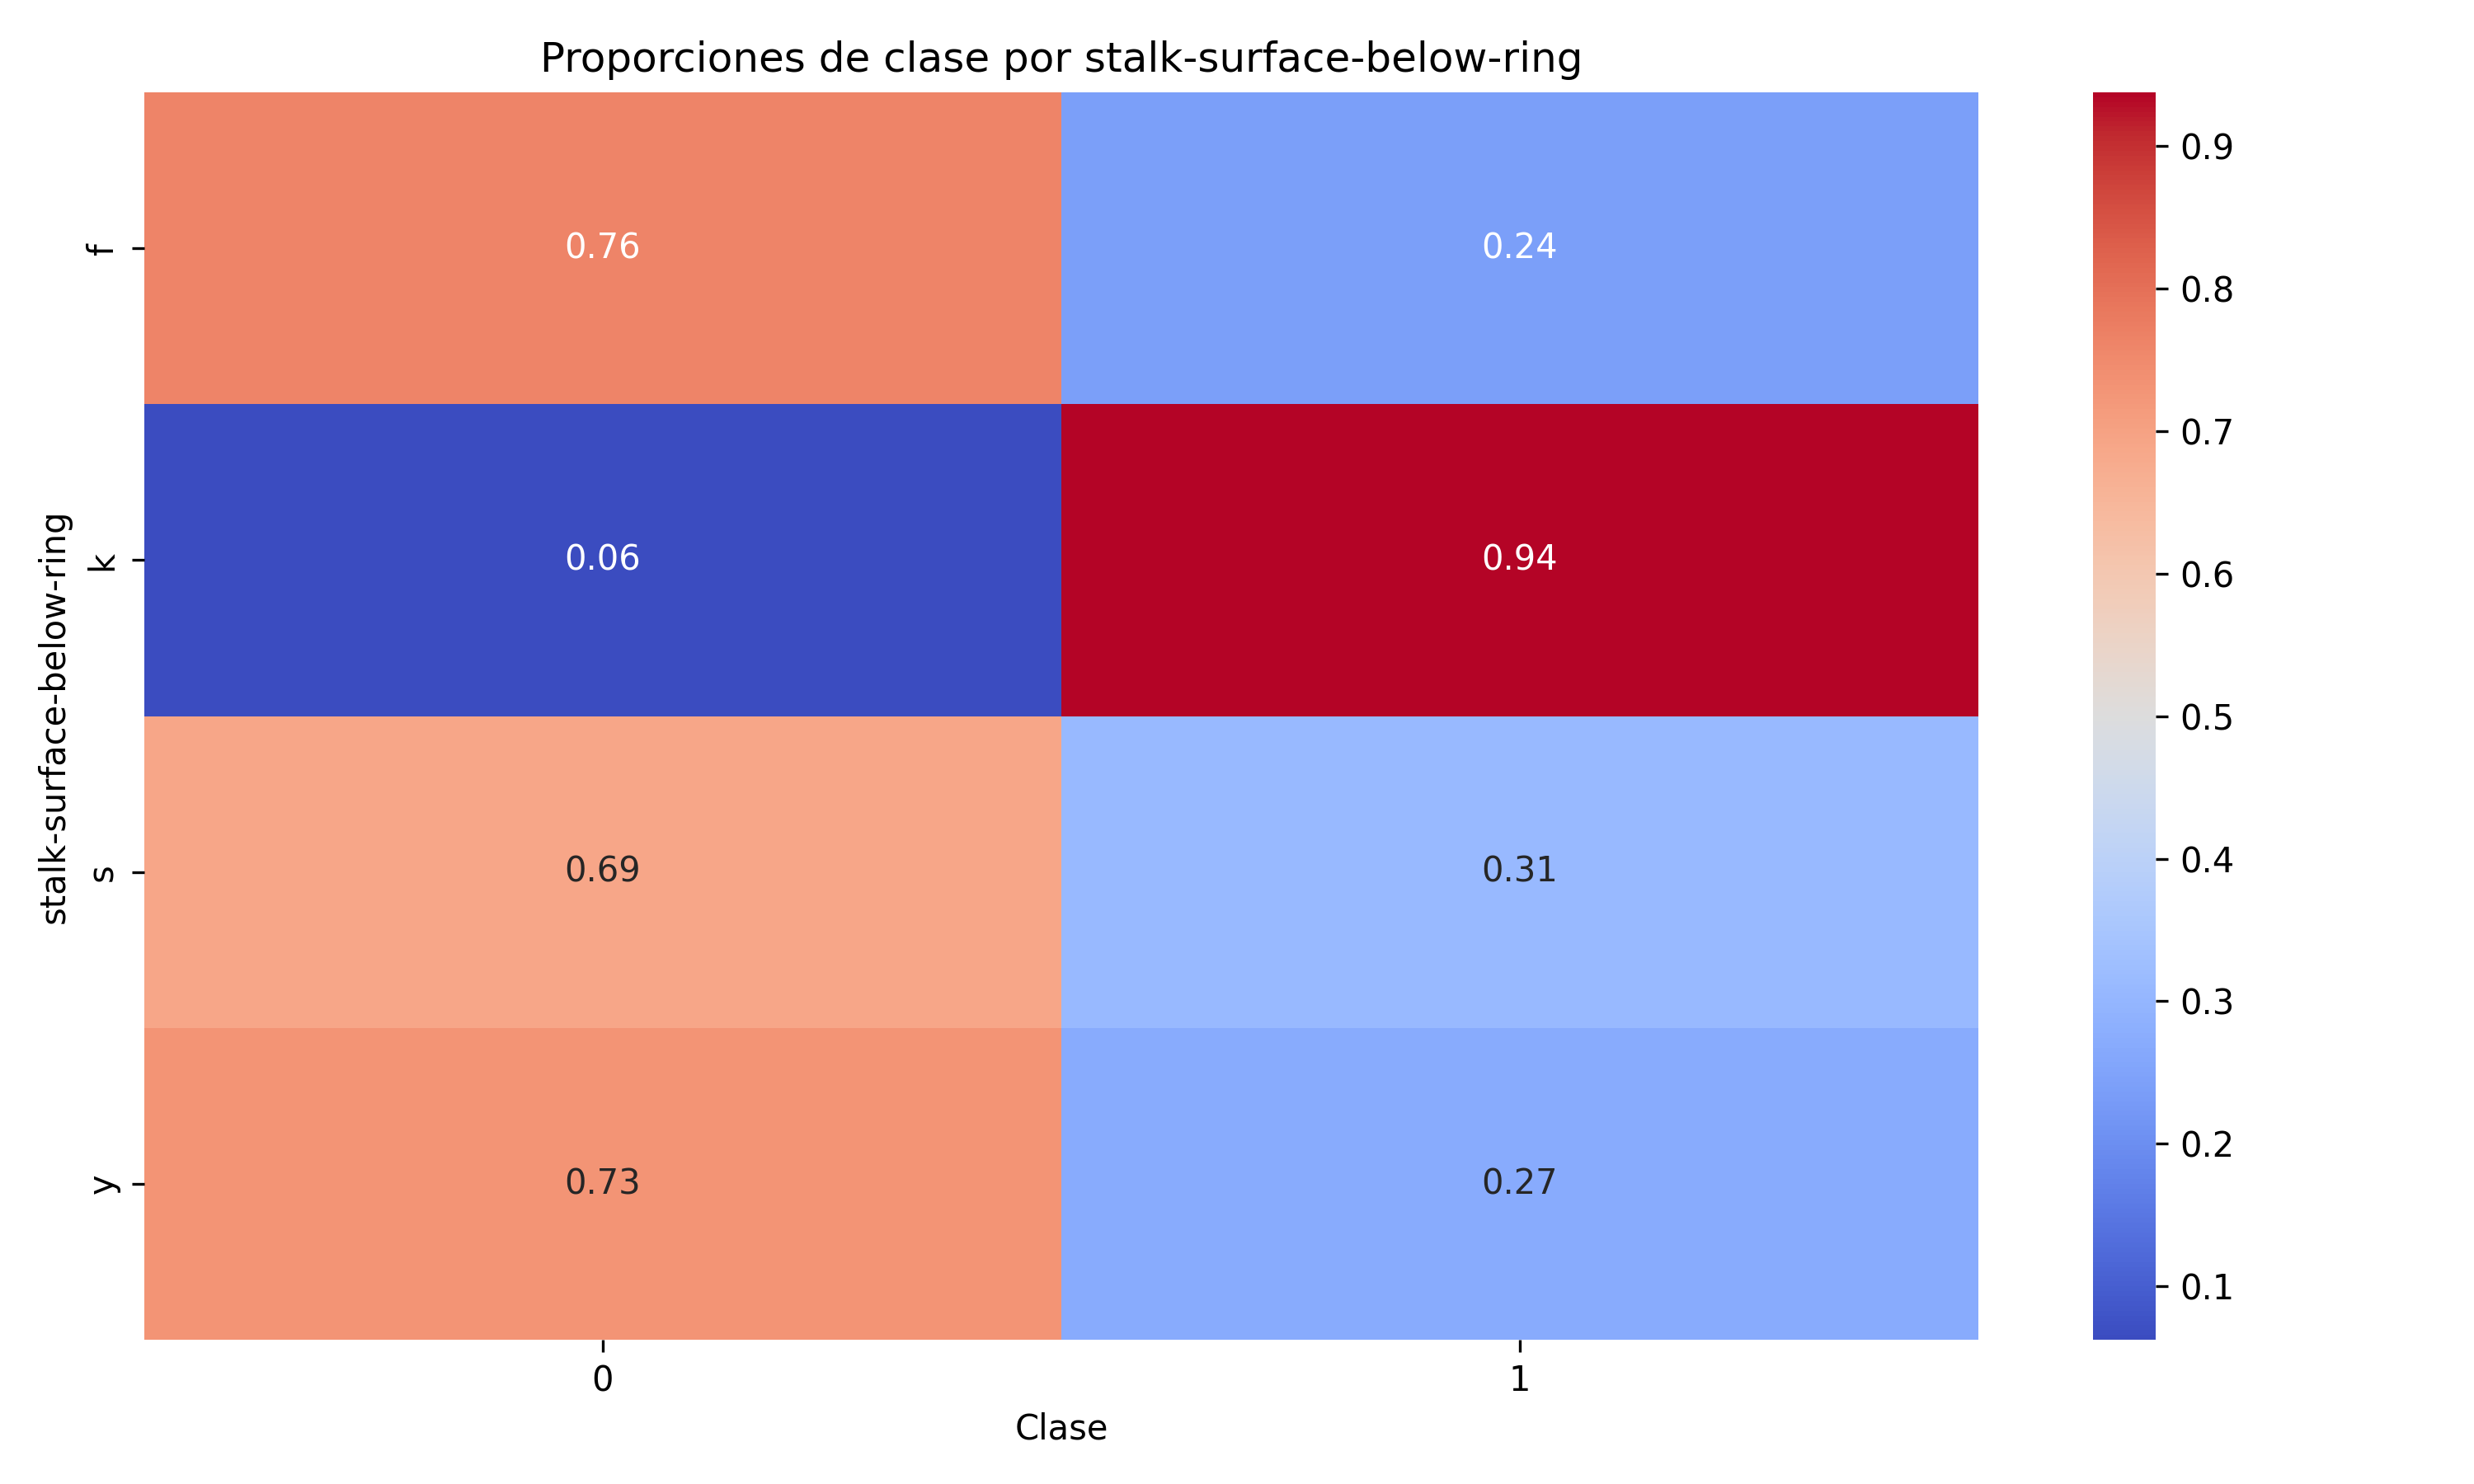 Proporciones de clase por stalk-surface-below-ring
stalk-surface-below-ring
f
0.76
0.24
k
0.06
0.94
s
0.69
0.31
y
0.73
0.27
0
1
Clase
0.9
0.8
0.7
0.6
0.5
0.4
0.3
0.2
0.1